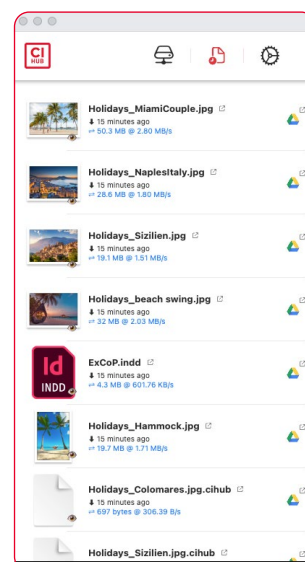 CI
HUB
Holidays_MiamiCouple.jpg
15 minutes ago
50.3 MB @ 2.80 MB/s
Holidays_NaplesItaly.jpg
15 minutes ago
28.6 MB @ 1.80 MB/s
Holidays_Sizilien.jpg
15 minutes ago
19.1 MB @ 1.51 MB/s
Holidays_beach swing.jpg
15 minutes ago
32 MB @ 2.03 MB/s
Id
INDD
ExCoP.indd
15 minutes ago
4.3 MB @ 601.76 KB/s
Holidays_Hammock.jpg
15 minutes ago
19.7 MB @ 1.71 MB/s
Holidays_Colomares.jpg.cihub
15 minutes ago
697 bytes @ 306.39 B/s
Holidays_Sizilien.jpg.cihub